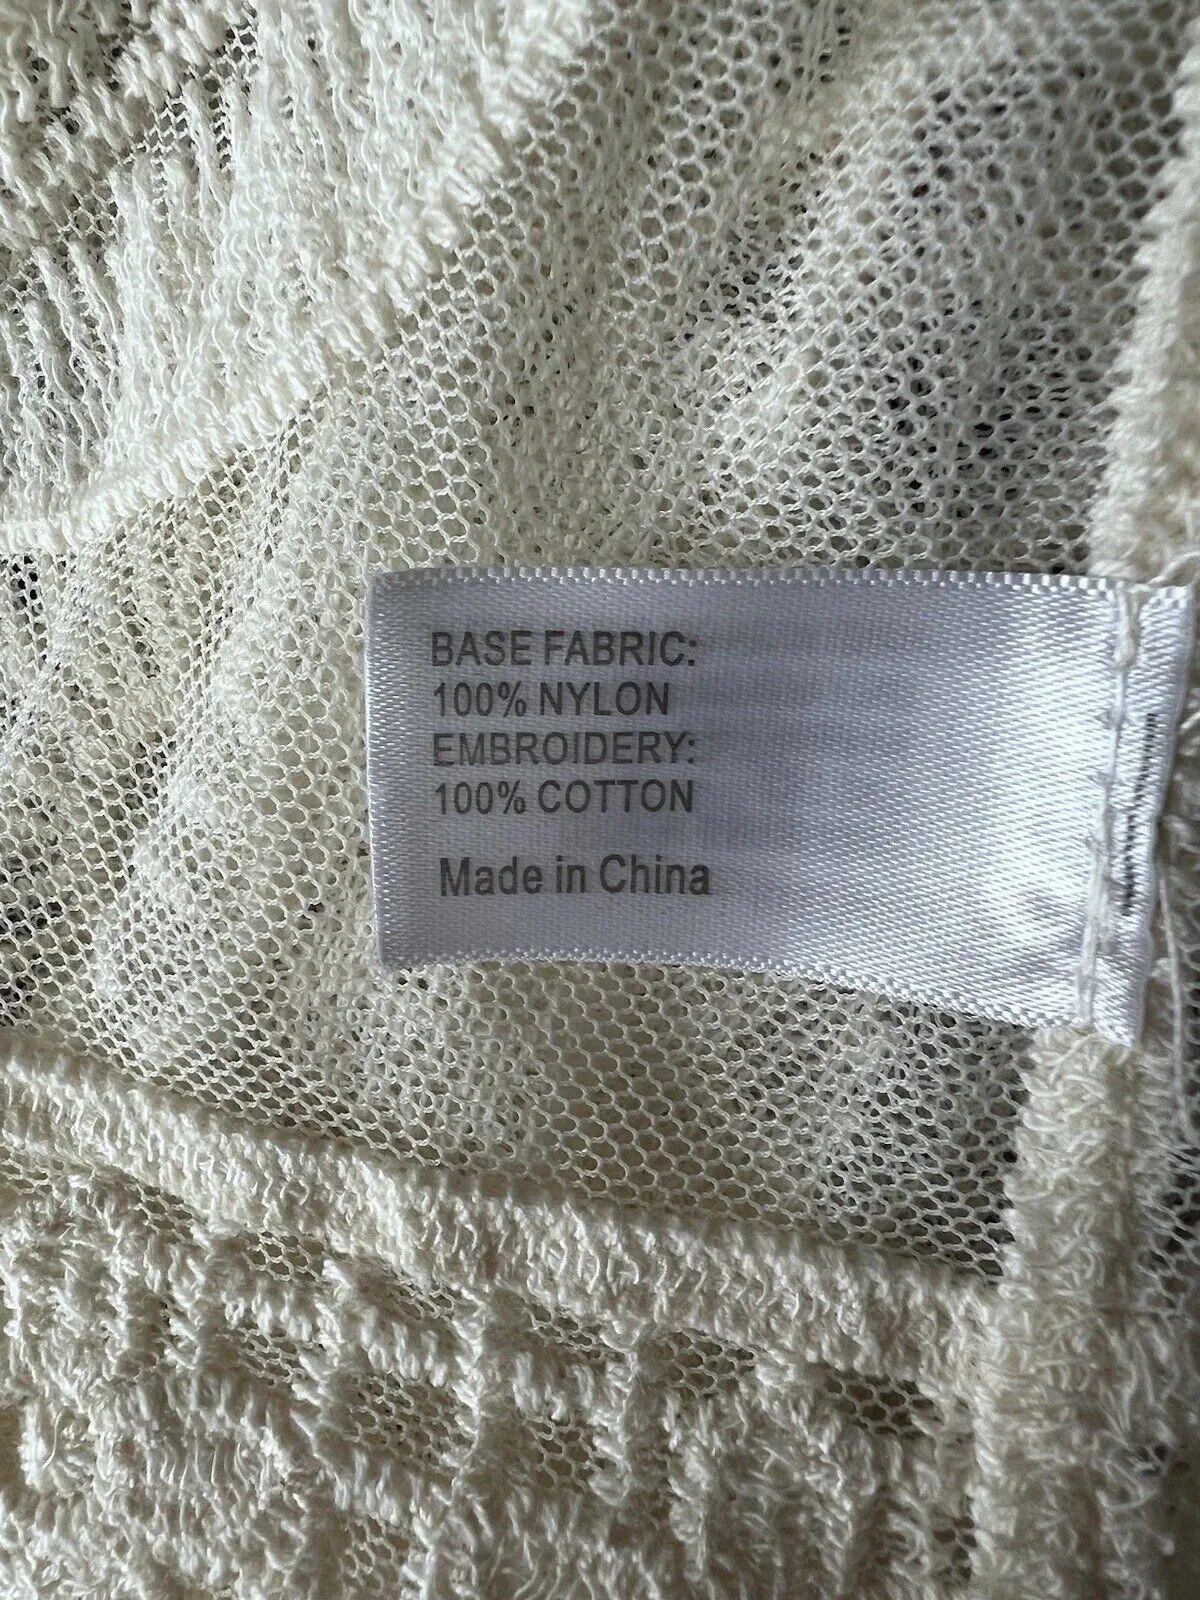 BASE FABRIC:
100% NYLON
EMBROIDERY:
100% COTTON
Made in China